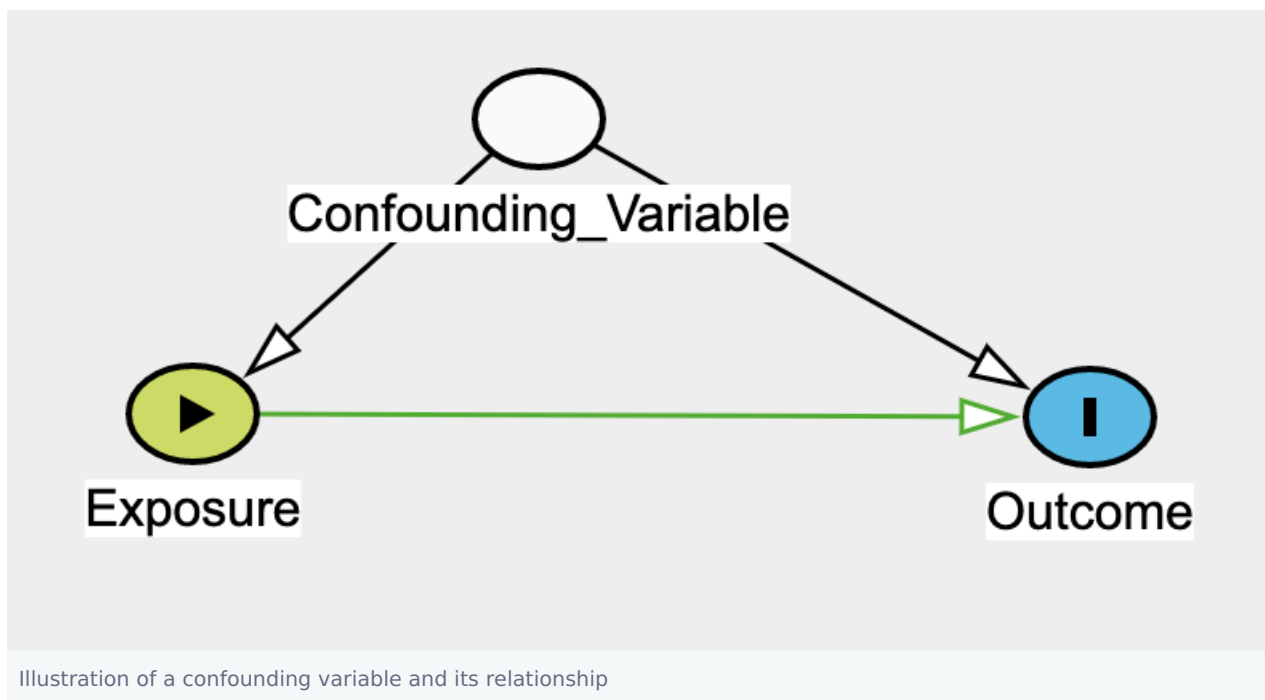 Confounding_Variable
Exposure
Outcome
Illustration of a confounding variable and its relationship